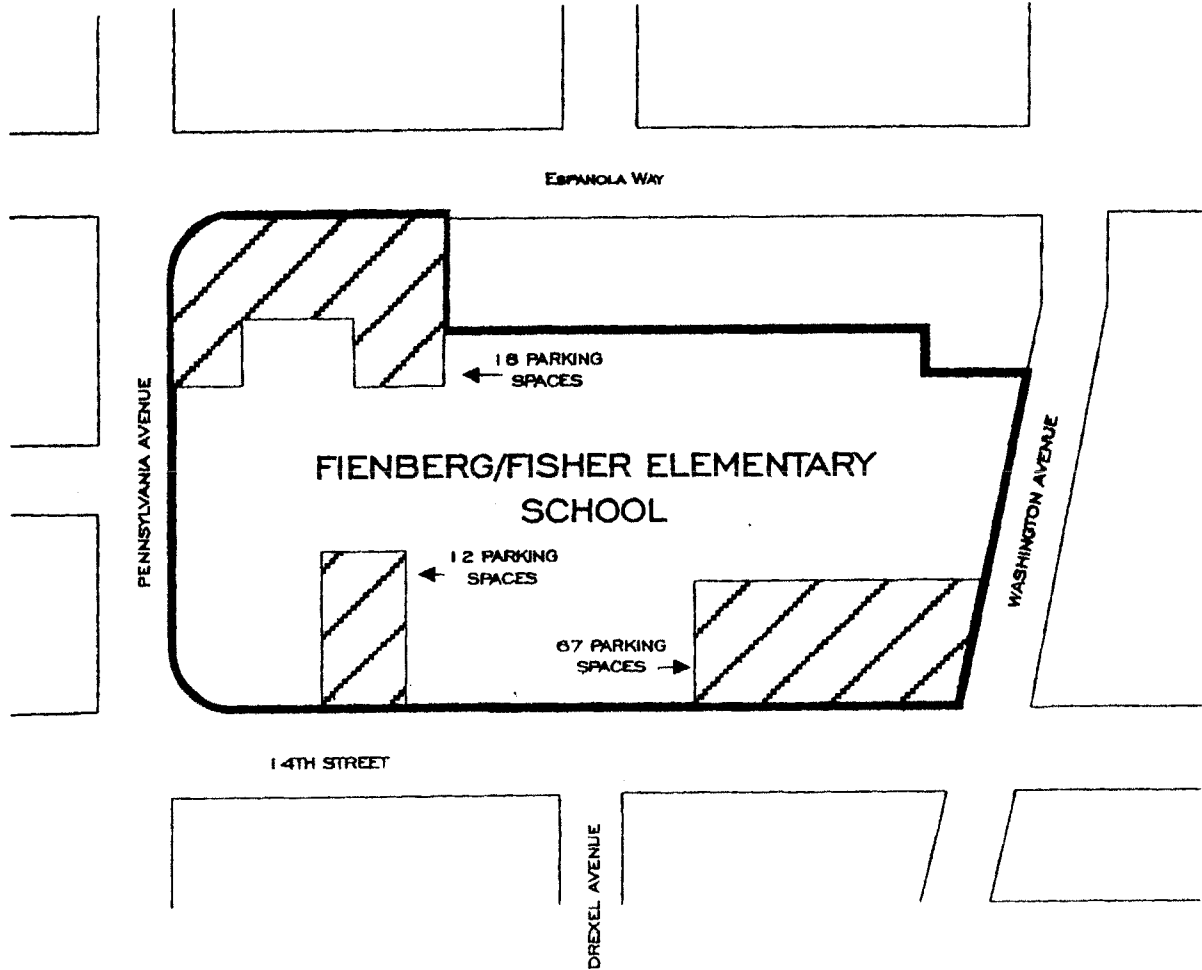 ESPANOLA WAY
18 PARKING
SPACES
PENNSYLVANIA AVENUE
FIENBERG/FISHER ELEMENTARY
SCHOOL
WASHINGTON AVENUE
12 PARKING
SPACES
67 PARKING
SPACES
14TH STREET
DREXEL AVENUE